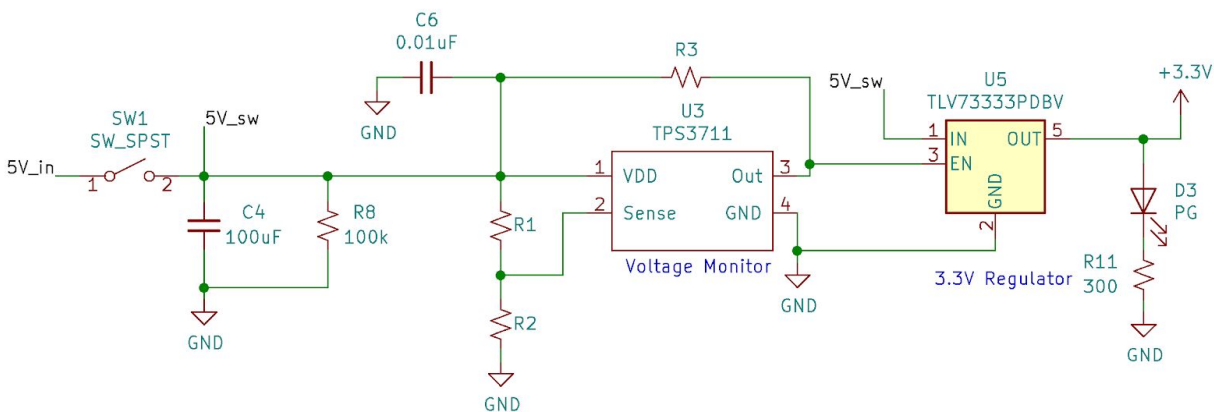 C6
0.01uF
GND
R3
5V_sw
U5
TLV73333PDBV
+3.3V
SW1
SW_SPST
5V_in
1
2
5V_sw
C4
100uF
R8
100k
GND
R1
R2
GND
U3
TPS3711
1 VDD
2 Sense
Out 3
GND 4
Voltage Monitor
GND
1 IN
3 EN
OUT 5
GND
2
3.3V Regulator
D3
PG
R11
300
GND